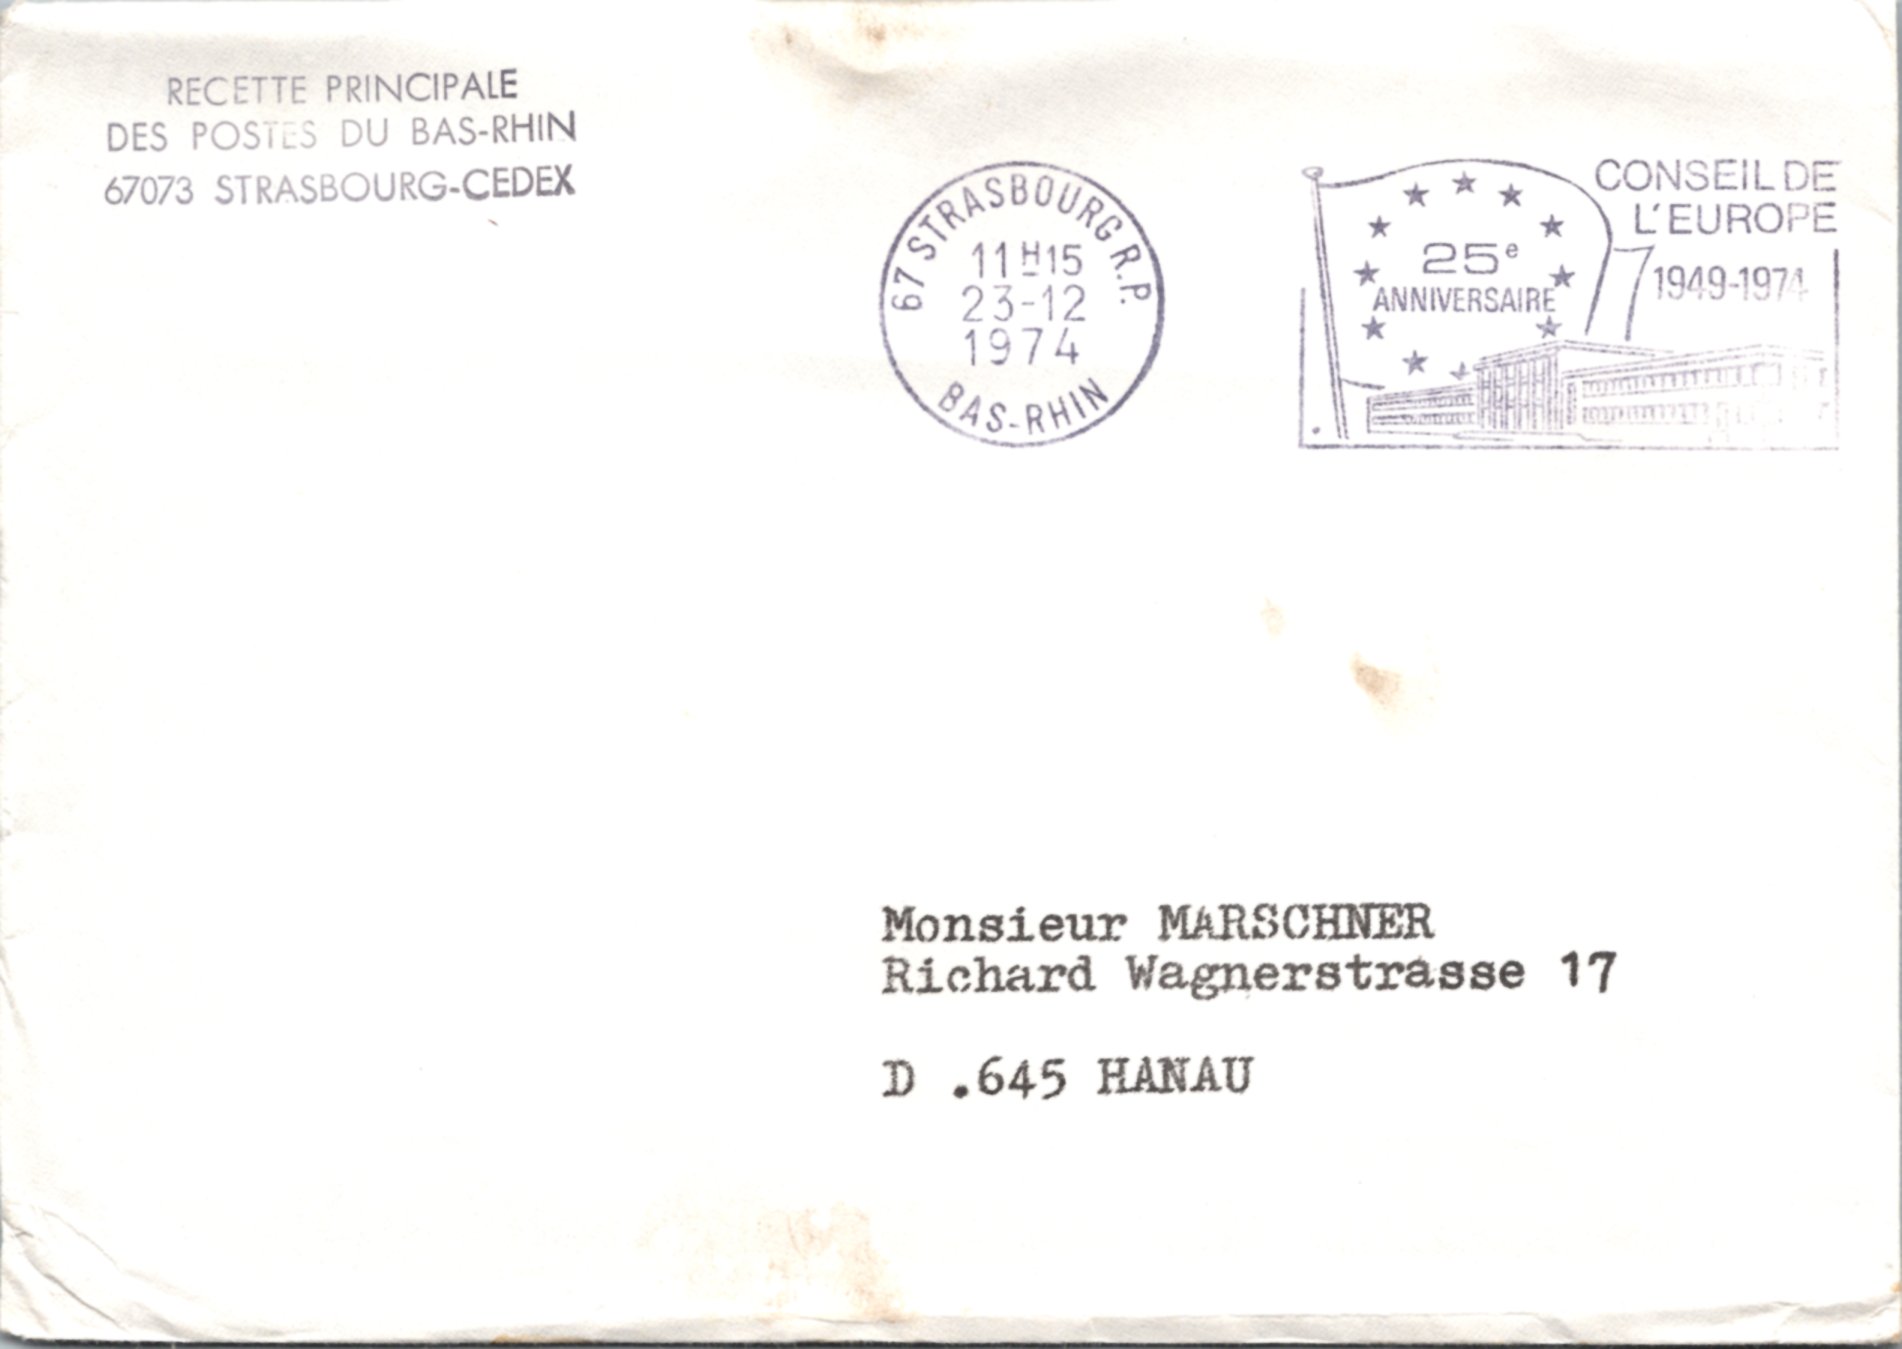 RECETTE PRINCIPALE
DES POSTES DU BAS-RHIN
67073 STRASBOURG-CEDEX
67 STRASBOURG R.P.
11H15
23-12
1974
BAS-RHIN
CONSEIL DE
L'EUROPE
25e
ANNIVERSAIRE
1949-1974
Monsieur MARSCHNER
Richard Wagnerstrasse 17
D .645 HANAU